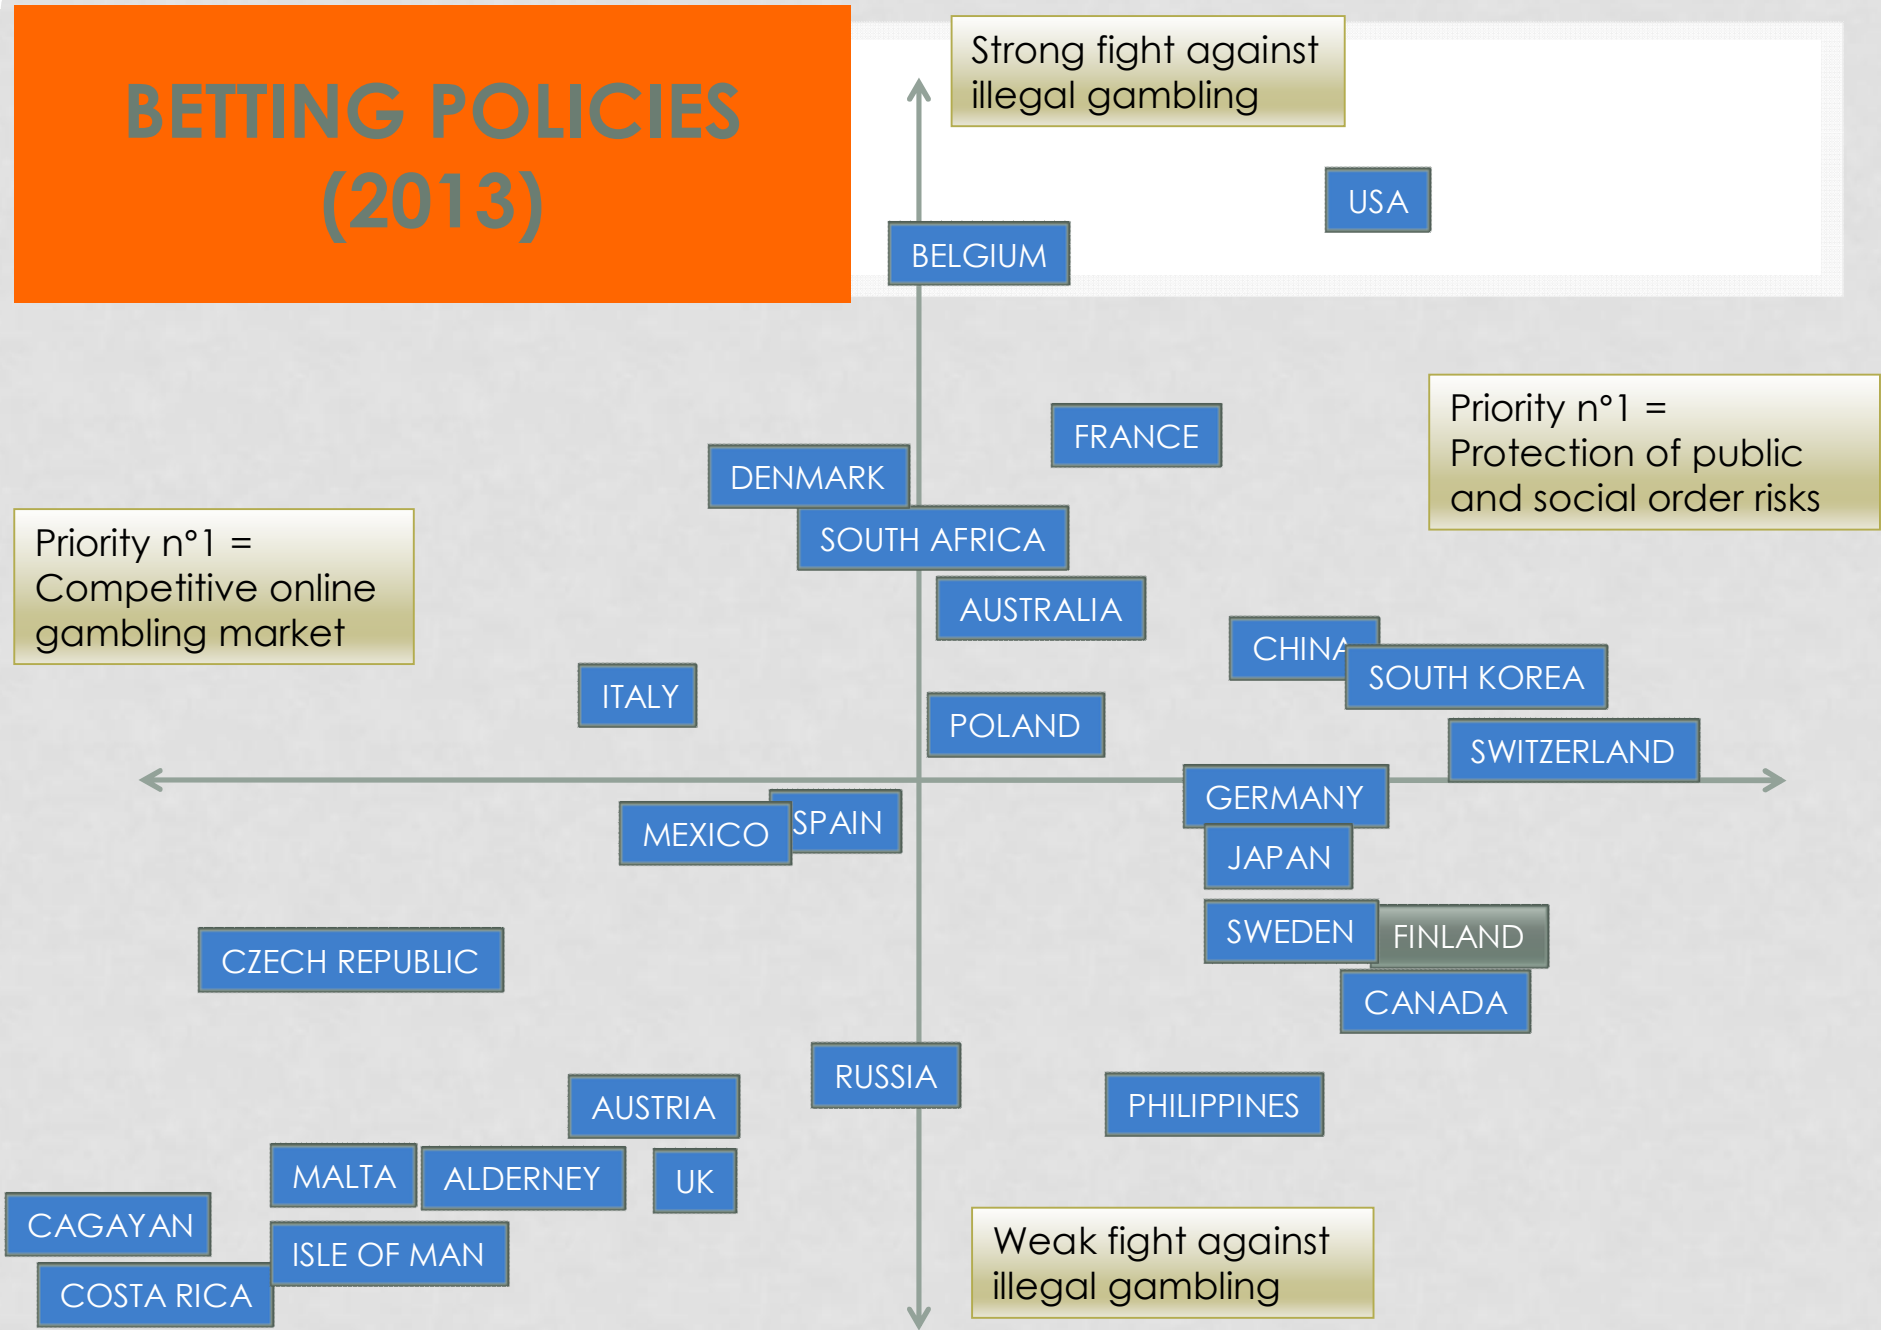 BETTING POLICIES
(2013)
Strong fight against
illegal gambling
USA
BELGIUM
Priority n°1 =
Protection of public
and social order risks
FRANCE
DENMARK
SOUTH AFRICA
Priority n°1 =
Competitive online
gambling market
AUSTRALIA
CHINA
SOUTH KOREA
ITALY
POLAND
SWITZERLAND
GERMANY
MEXICO
SPAIN
JAPAN
SWEDEN
FINLAND
CZECH REPUBLIC
CANADA
RUSSIA
AUSTRIA
PHILIPPINES
MALTA
ALDERNEY
UK
CAGAYAN
ISLE OF MAN
Weak fight against
illegal gambling
COSTA RICA